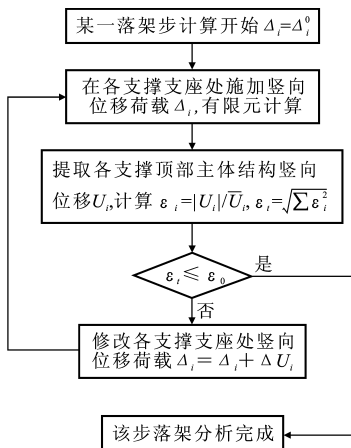 某一落架步计算开始 Δi=Δi⁰
在各支撑支座处施加竖向
位移荷载 Δi,有限元计算
提取各支撑顶部主体结构竖向
位移Ui,计算 εi=|Ui|/Ūi, εt=√∑εi²
εt≤ε0
是
否
修改各支撑支座处竖向
位移荷载 Δi=Δi+ΔUi
该步落架分析完成